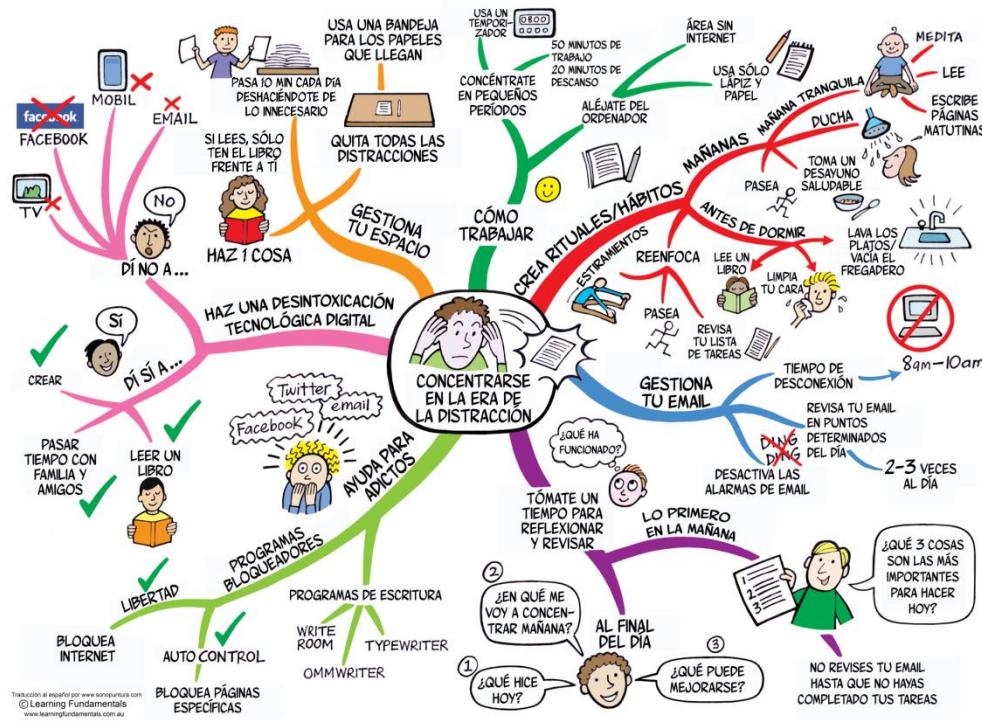 CONCENTRARSE
EN LA ERA DE
LA DISTRACCIÓN
CREA RITUALES/HÁBITOS
MAÑANAS
MAÑANA TRANQUILA
MEDITA
LEE
ESCRIBE
PÁGINAS
MATUTINAS
DUCHA
PASEA
TOMA UN
DESAYUNO
SALUDABLE
ANTES DE DORMIR
LAVA LOS
PLATOS/
VACÍA EL
FREGADERO
LEE UN
LIBRO
LIMPIA
TU CARA
REENFOCA
PASEA
REVISA
TU LISTA
DE TAREAS
ESTIRAMIENTOS
GESTIONA
TU EMAIL
TIEMPO DE
DESCONEXIÓN
8am-10am
REVISA TU EMAIL
EN PUNTOS
DETERMINADOS
DEL DÍA
2-3 VECES
AL DÍA
DING
DING
DESACTIVA LAS
ALARMAS DE EMAIL
TÓMATE UN
TIEMPO PARA
REFLEXIONAR
Y REVISAR
¿QUÉ HA
FUNCIONADO?
LO PRIMERO
EN LA MAÑANA
1
2
3
¿QUÉ 3 COSAS
SON LAS MÁS
IMPORTANTES
PARA HACER
HOY?
NO REVISES TU EMAIL
HASTA QUE NO HAYAS
COMPLETADO TUS TAREAS
AL FINAL
DEL DÍA
1
¿QUÉ HICE
HOY?
2
¿EN QUÉ ME
VOY A CONCEN-
TRAR MAÑANA?
3
¿QUÉ PUEDE
MEJORARSE?
AYUDA PARA
ADICTOS
Twitter
email
Facebook
PROGRAMAS
BLOQUEADORES
LIBERTAD
BLOQUEA
INTERNET
AUTO CONTROL
BLOQUEA PÁGINAS
ESPECÍFICAS
PROGRAMAS DE ESCRITURA
WRITE
ROOM
OMMWRITER
TYPEWRITER
HAZ UNA DESINTOXICACIÓN
TECNOLÓGICA DIGITAL
DÍ NO A...
No
TV
facebook
FACEBOOK
MOBIL
EMAIL
DÍ SÍ A...
Sí
CREAR
PASAR
TIEMPO CON
FAMILIA Y
AMIGOS
LEER UN
LIBRO
GESTIONA
TU ESPACIO
HAZ 1 COSA
SI LEES, SÓLO
TEN EL LIBRO
FRENTE A TÍ
PASA 10 MIN CADA DÍA
DESHACIÉNDOTE DE
LO INNECESARIO
QUITA TODAS LAS
DISTRACCIONES
USA UNA BANDEJA
PARA LOS PAPELES
QUE LLEGAN
CÓMO
TRABAJAR
CONCÉNTRATE
EN PEQUEÑOS
PERÍODOS
USA UN
TEMPORI-
ZADOR
0800
50 MINUTOS DE
TRABAJO
20 MINUTOS DE
DESCANSO
ALÉJATE DEL
ORDENADOR
ÁREA SIN
INTERNET
USA SÓLO
LÁPIZ Y
PAPEL
Traducción al español por www.sonopuntura.com
© Learning Fundamentals
www.learningfundamentals.com.au